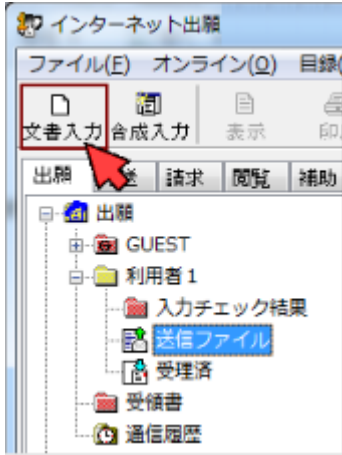 インターネット出願
ファイル(F) オンライン(O) 目録(
文書入力 合成入力 表示 印
出願 請求 閲覧 補助
出願
GUEST
利用者1
入力チェック結果
送信ファイル
受理済
受領書
通信履歴